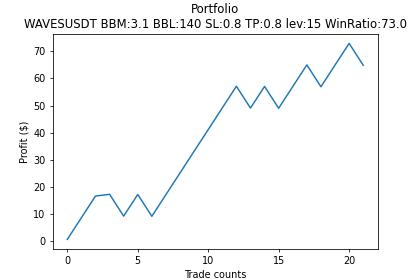 Portfolio
WAVESUSDT BBM:3.1 BBL:140 SL:0.8 TP:0.8 lev:15 WinRatio:73.0
Profit ($)
70
60
50
40
30
20
10
0
0 5 10 15 20
Trade counts